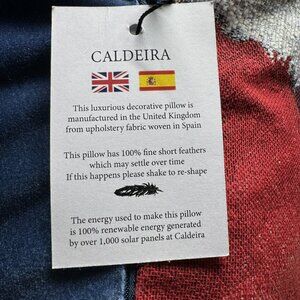 CALDEIRA
This luxurious decorative pillow is
manufactured in the United Kingdom
from upholstery fabric woven in Spain
This pillow has 100% fine short feathers
which may settle over time
If this happens please shake to re-shape
The energy used to make this pillow
is 100% renewable energy generated
by over 1,000 solar panels at Caldeira